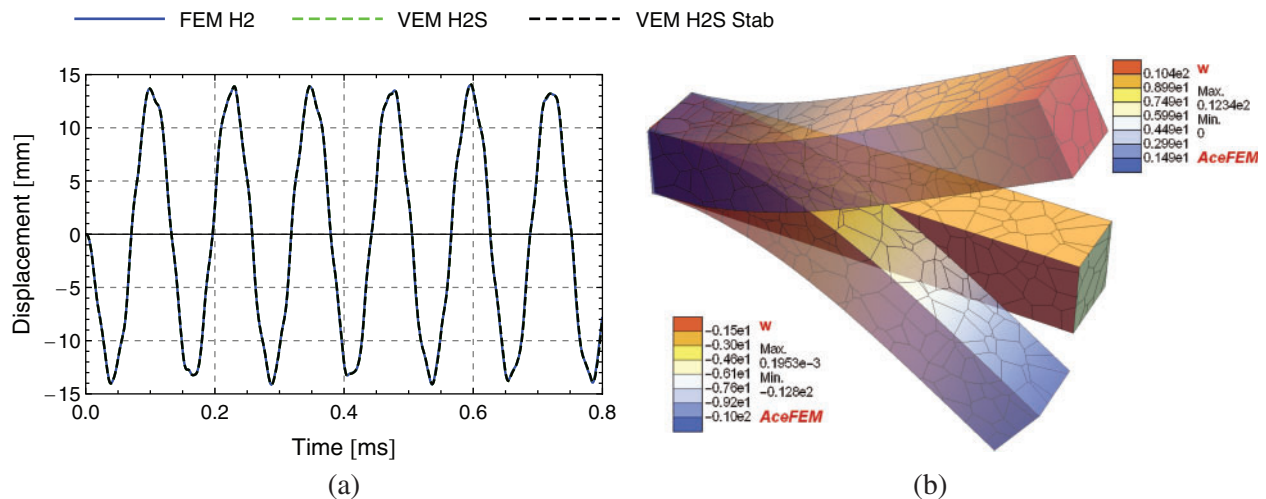 FEM H2 VEM H2S VEM H2S Stab
Displacement [mm]
15
10
5
0
−5
−10
−15
0.0 0.2 0.4 0.6 0.8
Time [ms]
(a)
w
0.104e2
0.899e1
0.749e1
0.599e1
0.449e1
0.299e1
0.149e1
Max.
0.1234e2
Min.
0
AceFEM
w
−0.15e1
−0.30e1
−0.46e1
−0.61e1
−0.76e1
−0.92e1
−0.10e2
Max.
0.1953e−3
Min.
−0.128e2
AceFEM
(b)